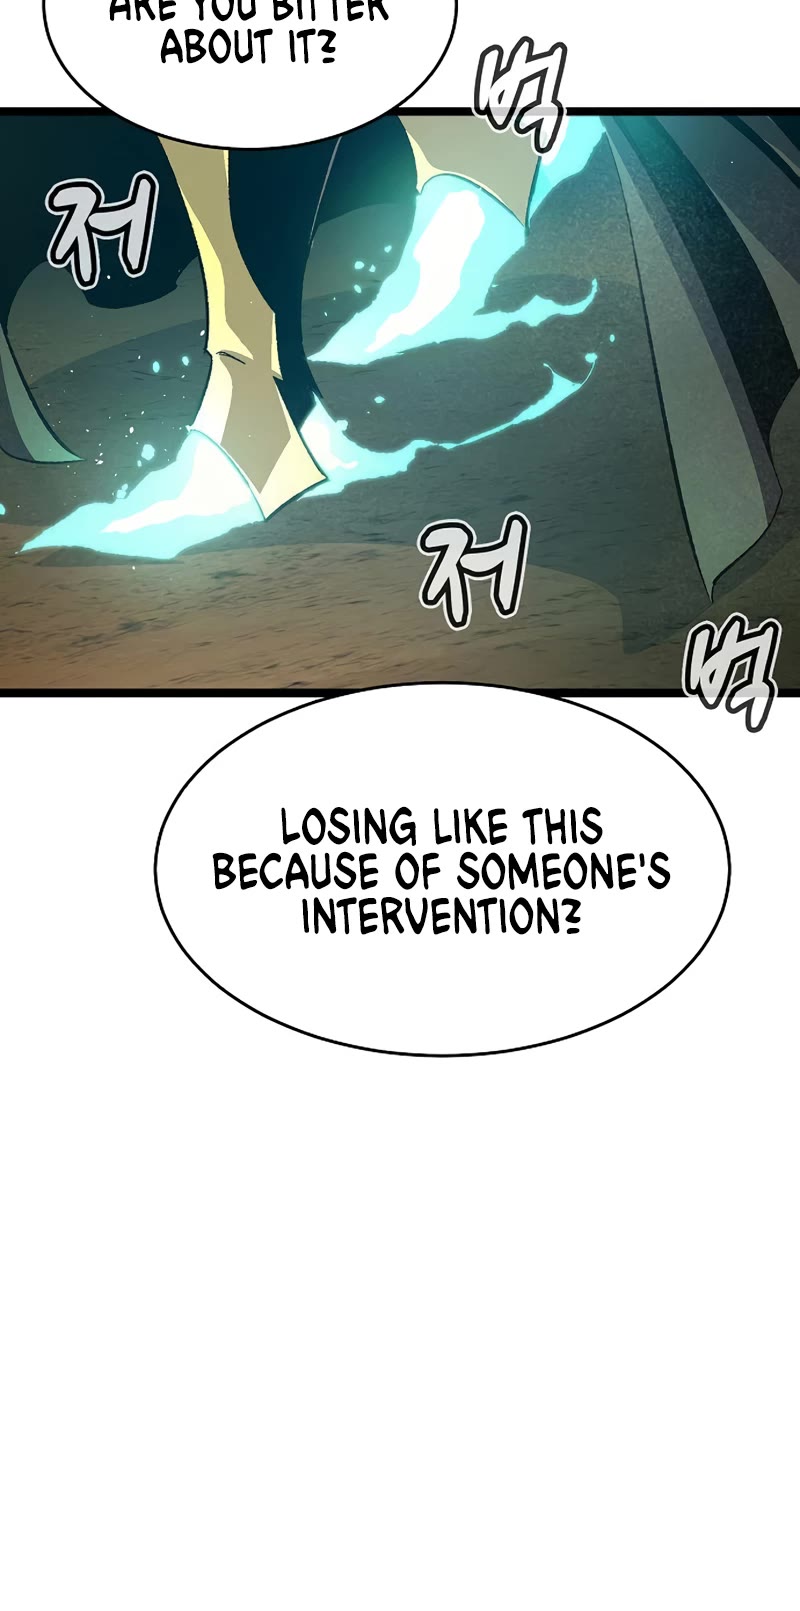 ARE YOU BITTER
ABOUT IT?
벅
저
저
벅
LOSING LIKE THIS
BECAUSE OF SOMEONE'S
INTERVENTION?